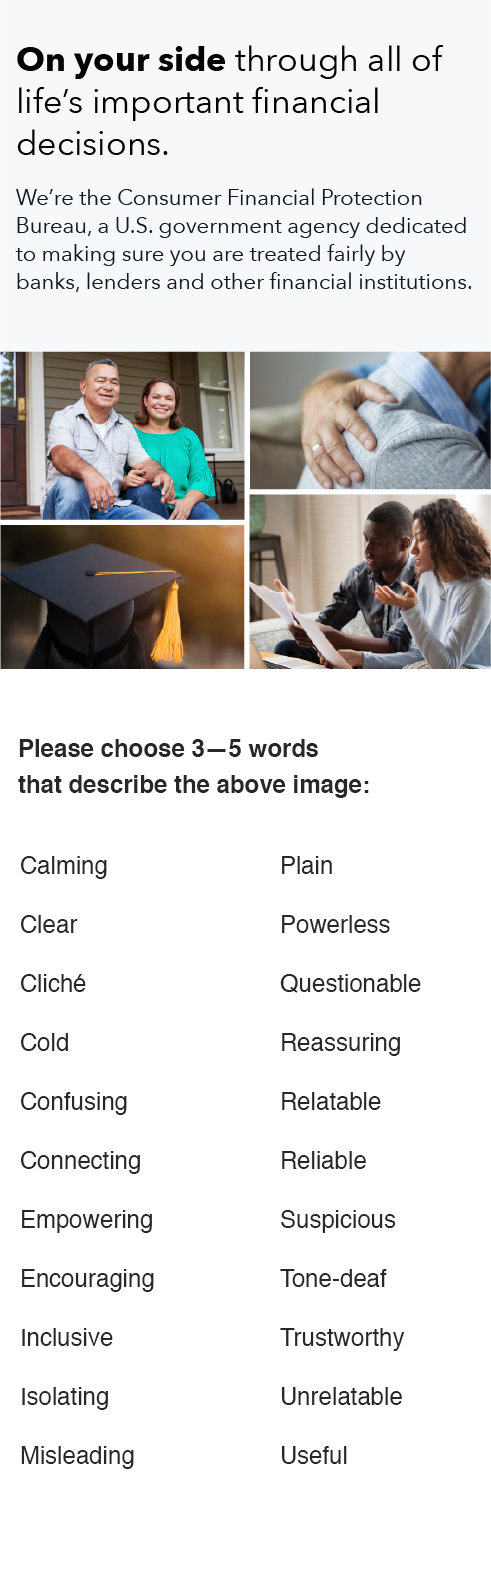 On your side through all of
life’s important financial
decisions.
We’re the Consumer Financial Protection
Bureau, a U.S. government agency dedicated
to making sure you are treated fairly by
banks, lenders and other financial institutions.
Please choose 3—5 words
that describe the above image:
Calming
Clear
Cliché
Cold
Confusing
Connecting
Empowering
Encouraging
Inclusive
Isolating
Misleading
Plain
Powerless
Questionable
Reassuring
Relatable
Reliable
Suspicious
Tone-deaf
Trustworthy
Unrelatable
Useful